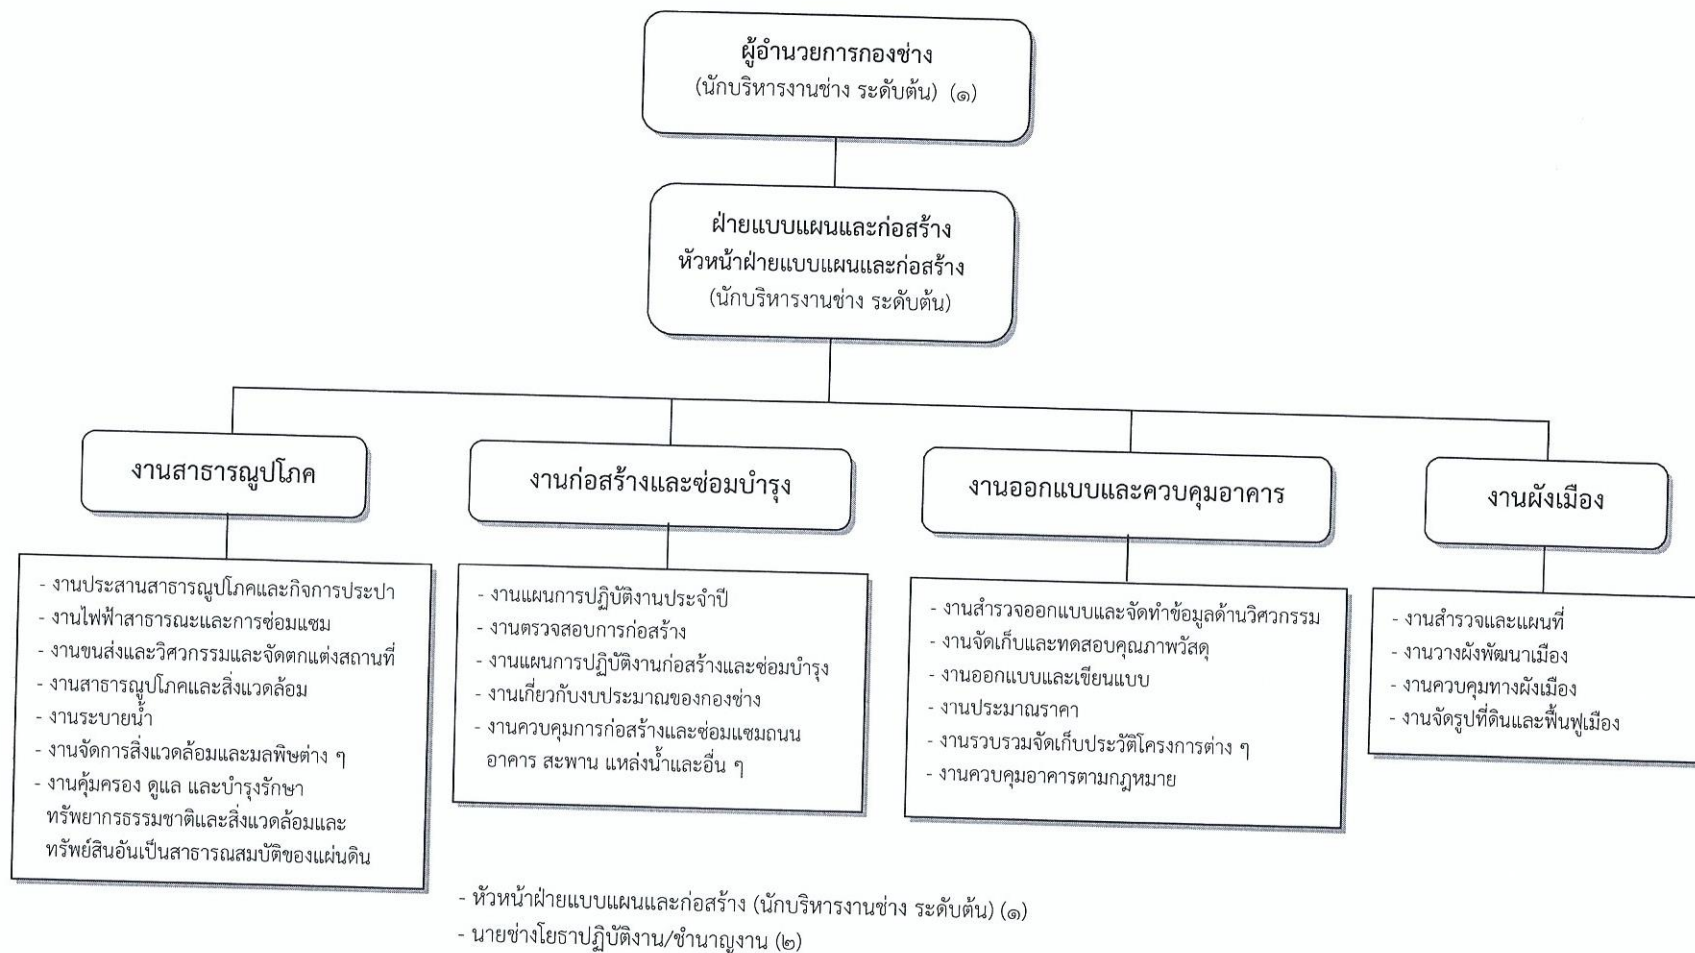 ผู้อำนวยการกองช่าง
(นักบริหารงานช่าง ระดับต้น) (๑)
ฝ่ายแบบแผนและก่อสร้าง
หัวหน้าฝ่ายแบบแผนและก่อสร้าง
(นักบริหารงานช่าง ระดับต้น)
งานสาธารณูปโภค
- งานประสานสาธารณูปโภคและกิจการประปา
- งานไฟฟ้าสาธารณะและการซ่อมแซม
- งานขนส่งและวิศวกรรมและจัดตกแต่งสถานที่
- งานสาธารณูปโภคและสิ่งแวดล้อม
- งานระบายน้ำ
- งานจัดการสิ่งแวดล้อมและมลพิษต่าง ๆ
- งานคุ้มครอง ดูแล และบำรุงรักษา
ทรัพยากรธรรมชาติและสิ่งแวดล้อมและ
ทรัพย์สินอันเป็นสาธารณสมบัติของแผ่นดิน
งานก่อสร้างและซ่อมบำรุง
- งานแผนการปฏิบัติงานประจำปี
- งานตรวจสอบการก่อสร้าง
- งานแผนการปฏิบัติงานก่อสร้างและซ่อมบำรุง
- งานเกี่ยวกับงบประมาณของกองช่าง
- งานควบคุมการก่อสร้างและซ่อมแซมถนน
อาคาร สะพาน แหล่งน้ำและอื่น ๆ
งานออกแบบและควบคุมอาคาร
- งานสำรวจออกแบบและจัดทำข้อมูลด้านวิศวกรรม
- งานจัดเก็บและทดสอบคุณภาพวัสดุ
- งานออกแบบและเขียนแบบ
- งานประมาณราคา
- งานรวบรวมจัดเก็บประวัติโครงการต่าง ๆ
- งานควบคุมอาคารตามกฎหมาย
งานผังเมือง
- งานสำรวจและแผนที่
- งานวางผังพัฒนาเมือง
- งานควบคุมทางผังเมือง
- งานจัดรูปที่ดินและฟื้นฟูเมือง
- หัวหน้าฝ่ายแบบแผนและก่อสร้าง (นักบริหารงานช่าง ระดับต้น) (๑)
- นายช่างโยธาปฏิบัติงาน/ชำนาญงาน (๒)